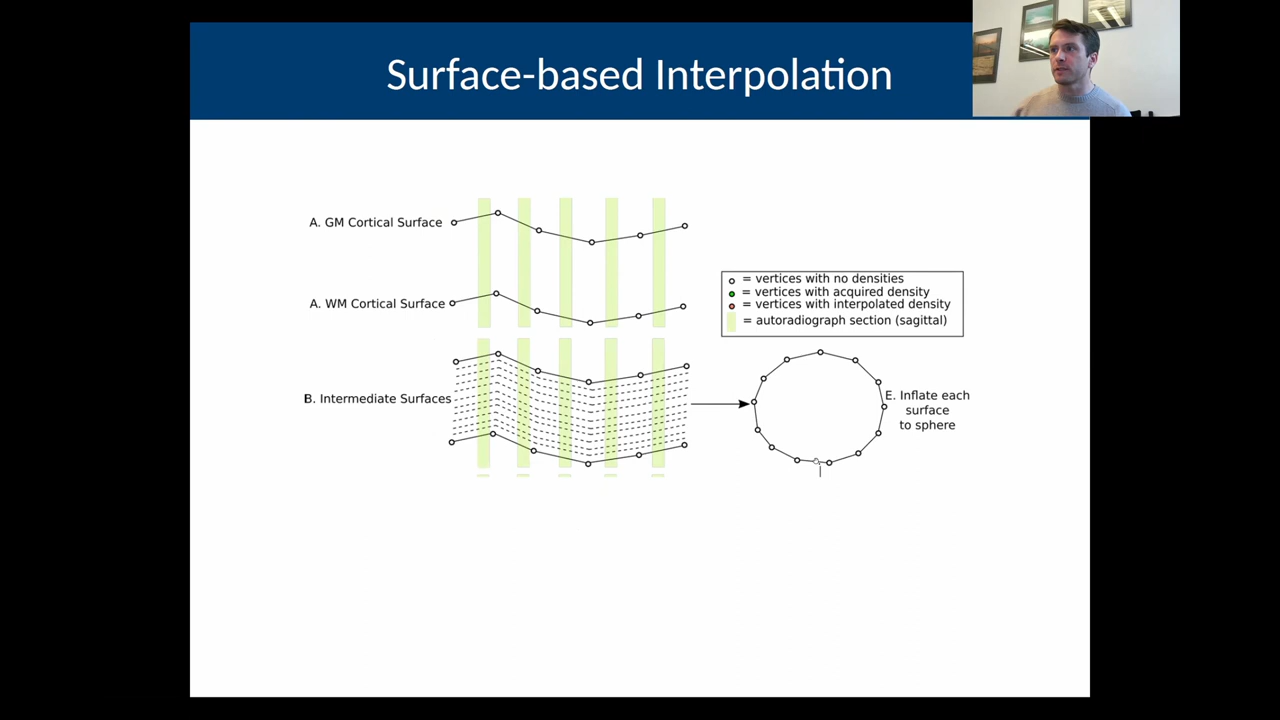 Surface-based Interpolation
A. GM Cortical Surface
A. WM Cortical Surface
B. Intermediate Surfaces
= vertices with no densities
= vertices with acquired density
= vertices with interpolated density
= autoradiograph section (sagittal)
E. Inflate each
surface
to sphere